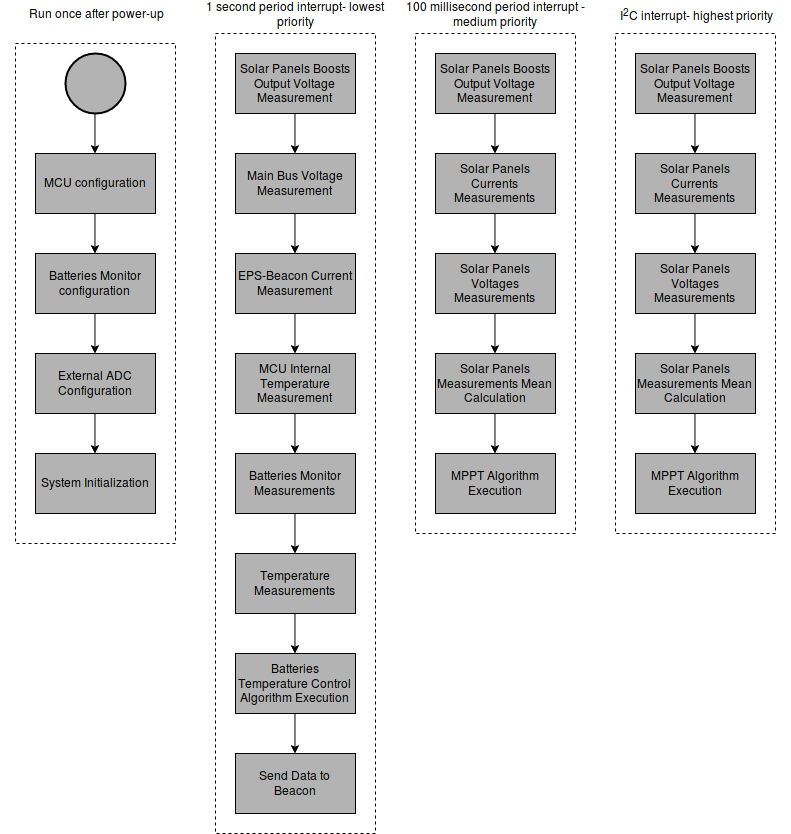 Run once after power-up
MCU configuration
Batteries Monitor
configuration
External ADC
Configuration
System Initialization
1 second period interrupt- lowest
priority
Solar Panels Boosts
Output Voltage
Measurement
Main Bus Voltage
Measurement
EPS-Beacon Current
Measurement
MCU Internal
Temperature
Measurement
Batteries Monitor
Measurements
Temperature
Measurements
Batteries
Temperature Control
Algorithm Execution
Send Data to
Beacon
100 millisecond period interrupt -
medium priority
Solar Panels Boosts
Output Voltage
Measurement
Solar Panels
Currents
Measurements
Solar Panels
Voltages
Measurements
Solar Panels
Measurements Mean
Calculation
MPPT Algorithm
Execution
I²C interrupt- highest priority
Solar Panels Boosts
Output Voltage
Measurement
Solar Panels
Currents
Measurements
Solar Panels
Voltages
Measurements
Solar Panels
Measurements Mean
Calculation
MPPT Algorithm
Execution